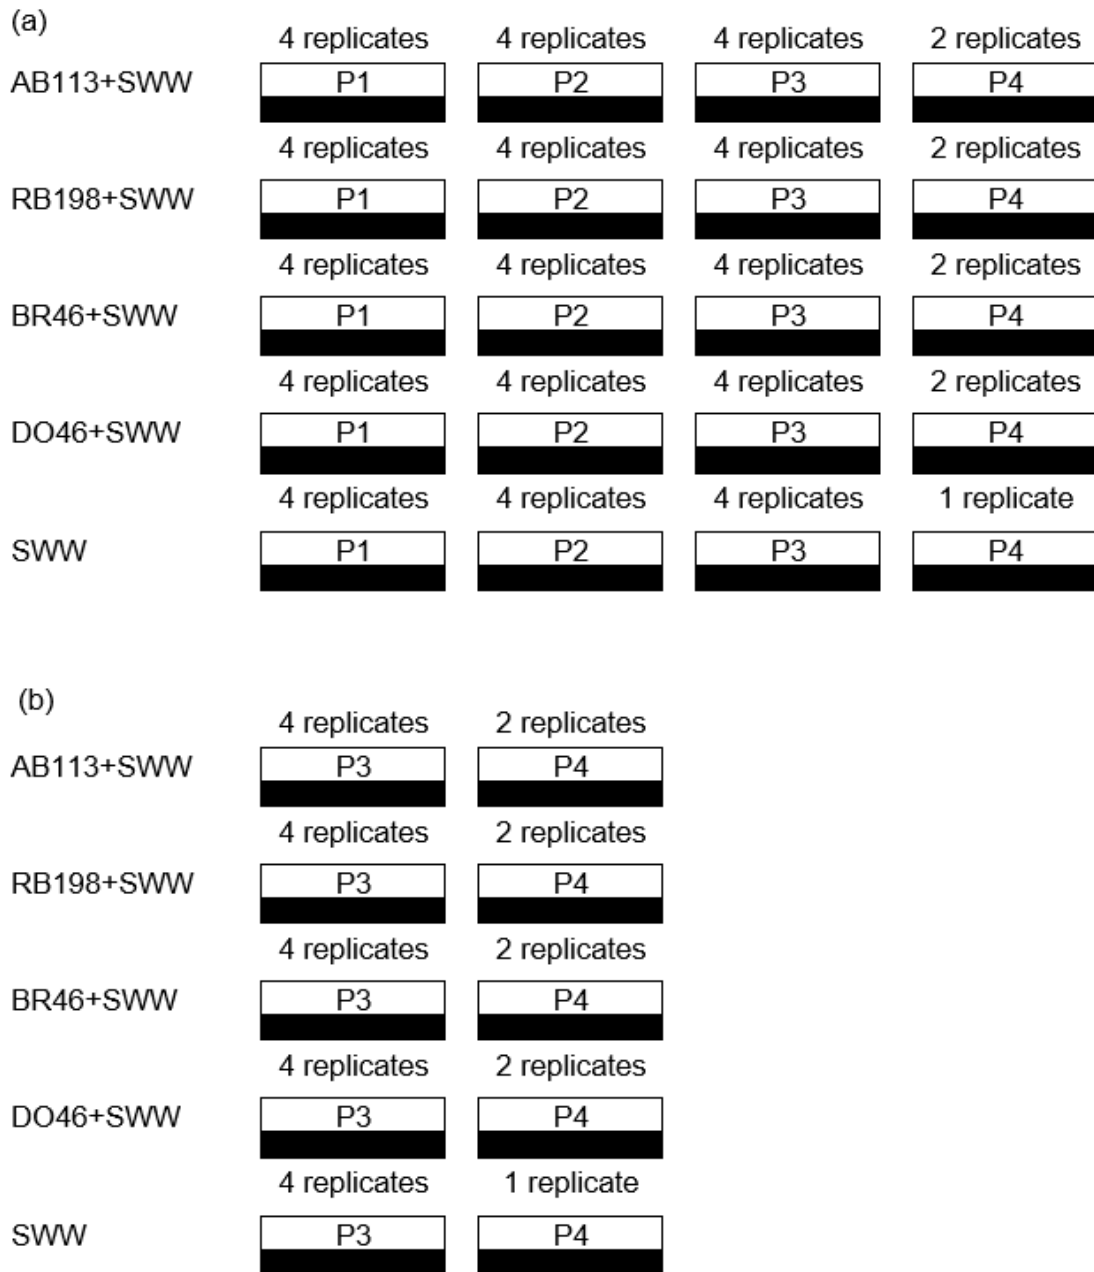 (a)
4 replicates 4 replicates 4 replicates 2 replicates
AB113+SWW P1 P2 P3 P4
4 replicates 4 replicates 4 replicates 2 replicates
RB198+SWW P1 P2 P3 P4
4 replicates 4 replicates 4 replicates 2 replicates
BR46+SWW P1 P2 P3 P4
4 replicates 4 replicates 4 replicates 2 replicates
DO46+SWW P1 P2 P3 P4
4 replicates 4 replicates 4 replicates 1 replicate
SWW P1 P2 P3 P4
(b)
4 replicates 2 replicates
AB113+SWW P3 P4
4 replicates 2 replicates
RB198+SWW P3 P4
4 replicates 2 replicates
BR46+SWW P3 P4
4 replicates 2 replicates
DO46+SWW P3 P4
4 replicates 1 replicate
SWW P3 P4